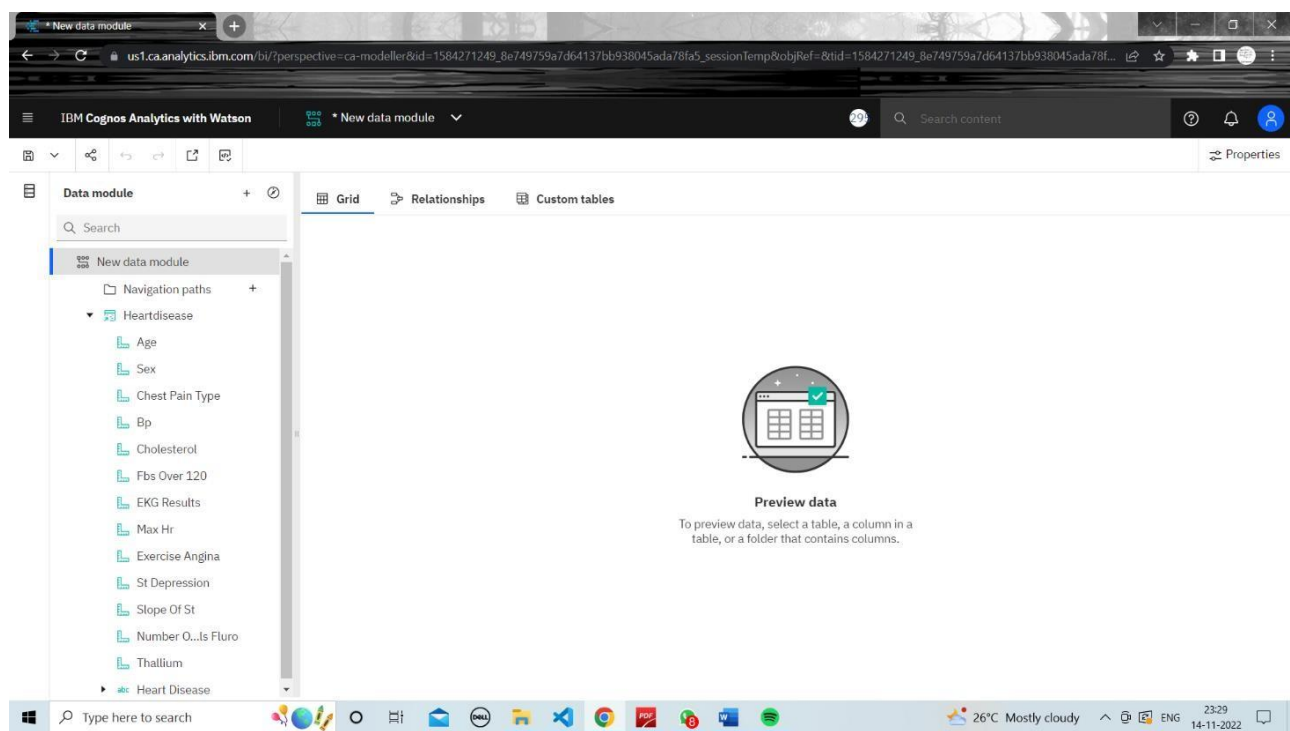 * New data module
us1.ca.analytics.ibm.com/bi/?perspective=ca-modeller&id=1584271249_8e749759a7d64137bb938045ada78fa5_sessionTemp&objRef=&tid=1584271249_8e749759a7d64137bb938045ada78f...
IBM Cognos Analytics with Watson
* New data module
Search content
Properties
Data module
Search
New data module
Navigation paths
Heartdisease
Age
Sex
Chest Pain Type
Bp
Cholesterol
Fbs Over 120
EKG Results
Max Hr
Exercise Angina
St Depression
Slope Of St
Number O...ls Fluro
Thallium
abc Heart Disease
Grid Relationships Custom tables
Preview data
To preview data, select a table, a column in a
table, or a folder that contains columns.
Type here to search
DELL
PDF
26°C Mostly cloudy
ENG
23:29
14-11-2022